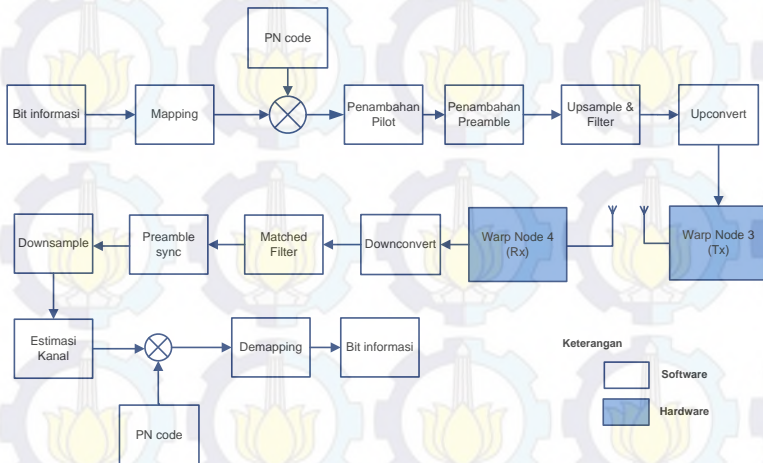 PN code
Bit informasi
Mapping
Penambahan
Pilot
Penambahan
Preamble
Upsample &
Filter
Upconvert
Downsample
Preamble
sync
Matched
Filter
Downconvert
Warp Node 4
(Rx)
Warp Node 3
(Tx)
Estimasi
Kanal
Demapping
Bit informasi
PN code
Keterangan
Software
Hardware